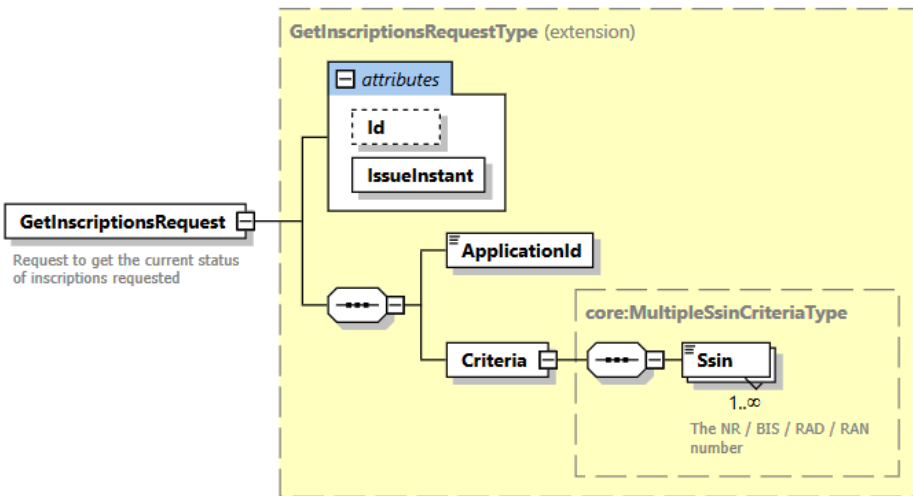 GetInscriptionsRequestType (extension)
attributes
Id
IssueInstant
GetInscriptionsRequest
Request to get the current status
of inscriptions requested
ApplicationId
core:MultipleSsinCriteriaType
Criteria
Ssin
1..∞
The NR / BIS / RAD / RAN
number